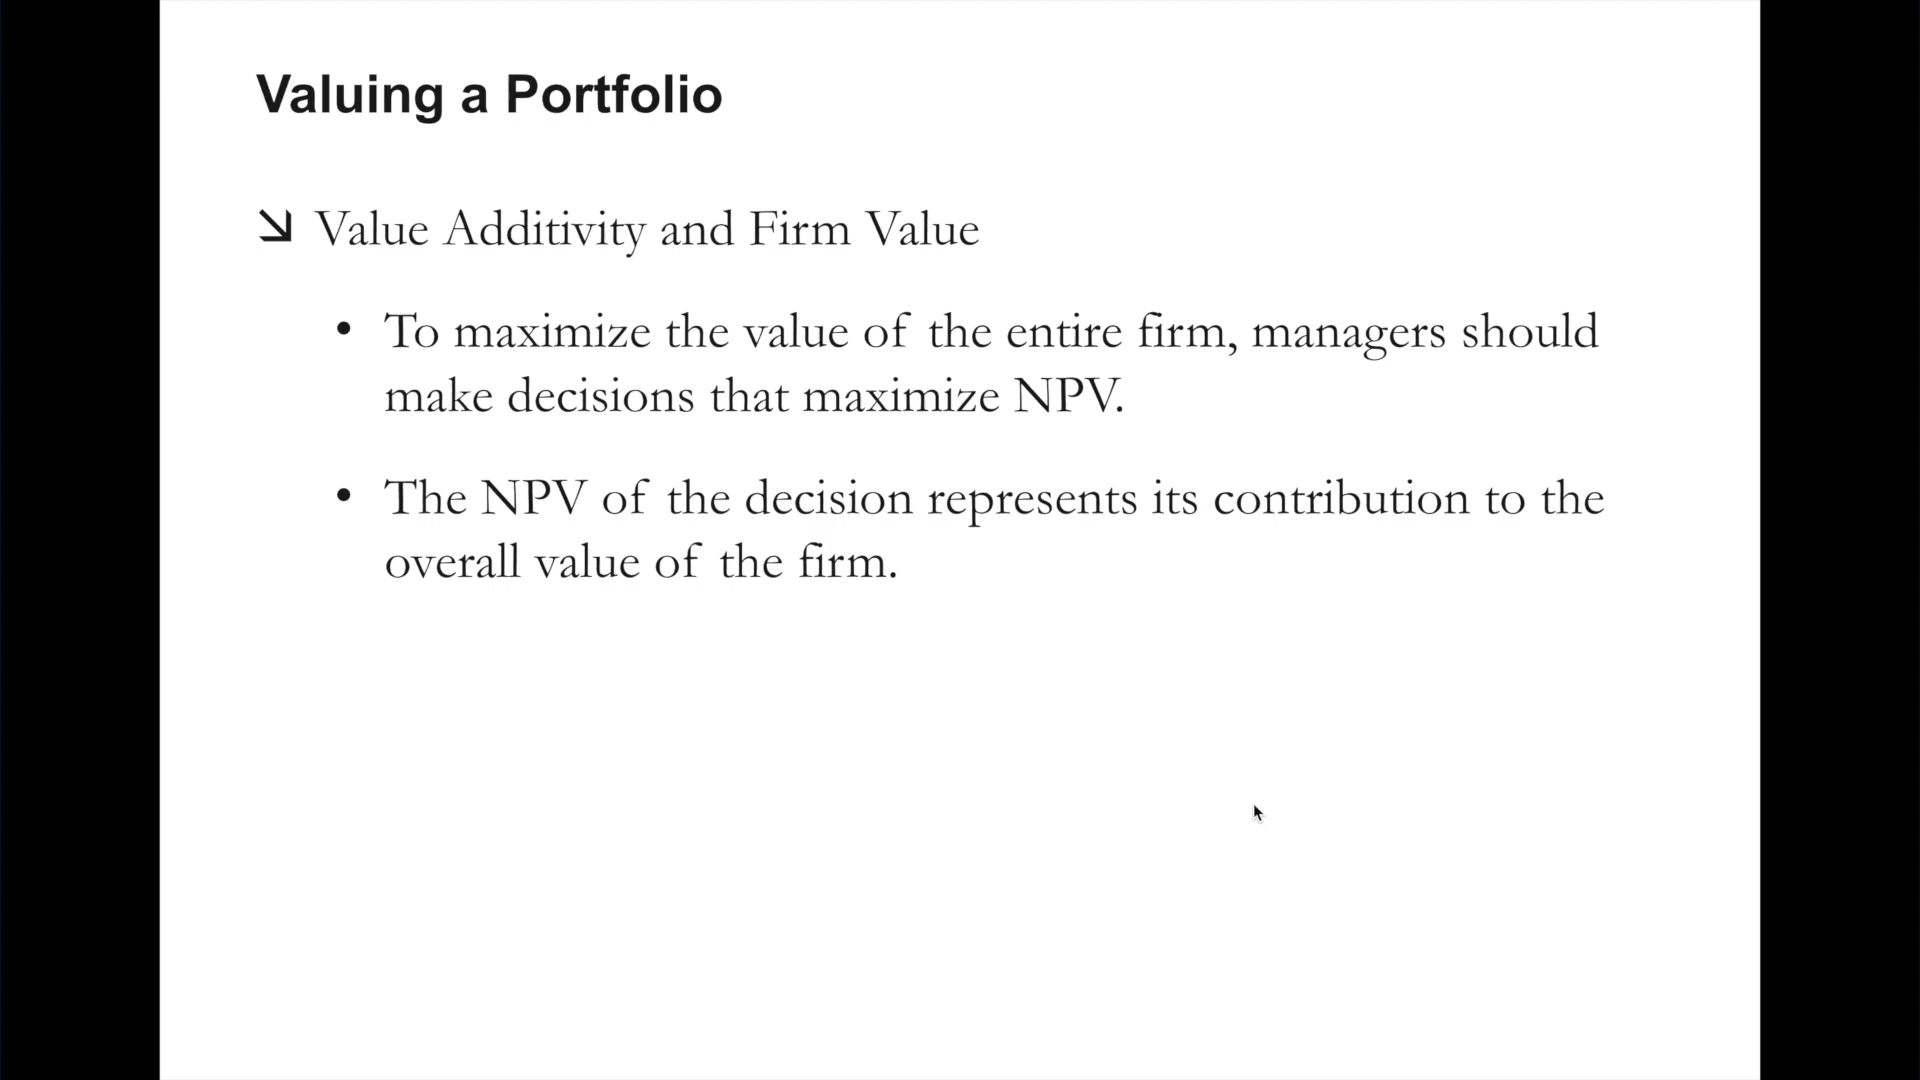 Valuing a Portfolio
Value Additivity and Firm Value
• To maximize the value of the entire firm, managers should
make decisions that maximize NPV.
• The NPV of the decision represents its contribution to the
overall value of the firm.